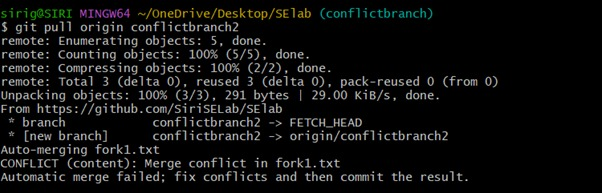 sirig@SIRI MINGW64 ~/OneDrive/Desktop/SElab (conflictbranch)
$ git pull origin conflictbranch2
remote: Enumerating objects: 5, done.
remote: Counting objects: 100% (5/5), done.
remote: Compressing objects: 100% (2/2), done.
remote: Total 3 (delta 0), reused 3 (delta 0), pack-reused 0 (from 0)
Unpacking objects: 100% (3/3), 291 bytes | 29.00 KiB/s, done.
From https://github.com/SiriSELab/SElab
 * branch            conflictbranch2 -> FETCH_HEAD
 * [new branch]      conflictbranch2 -> origin/conflictbranch2
Auto-merging fork1.txt
CONFLICT (content): Merge conflict in fork1.txt
Automatic merge failed; fix conflicts and then commit the result.